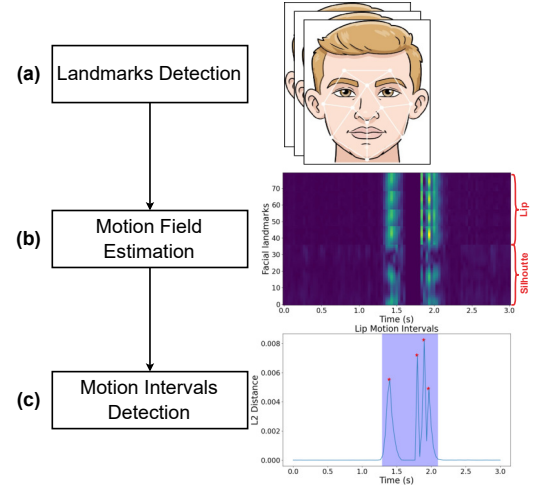 (a)
Landmarks Detection
(b)
Motion Field
Estimation
Facial landmarks
70
60
50
40
30
20
10
0
0.0 0.5 1.0 1.5 2.0 2.5 3.0
Time (s)
Lip
Silhoutte
(c)
Motion Intervals
Detection
Lip Motion Intervals
L2 Distance
0.008
0.006
0.004
0.002
0.000
0.0 0.5 1.0 1.5 2.0 2.5 3.0
Time (s)